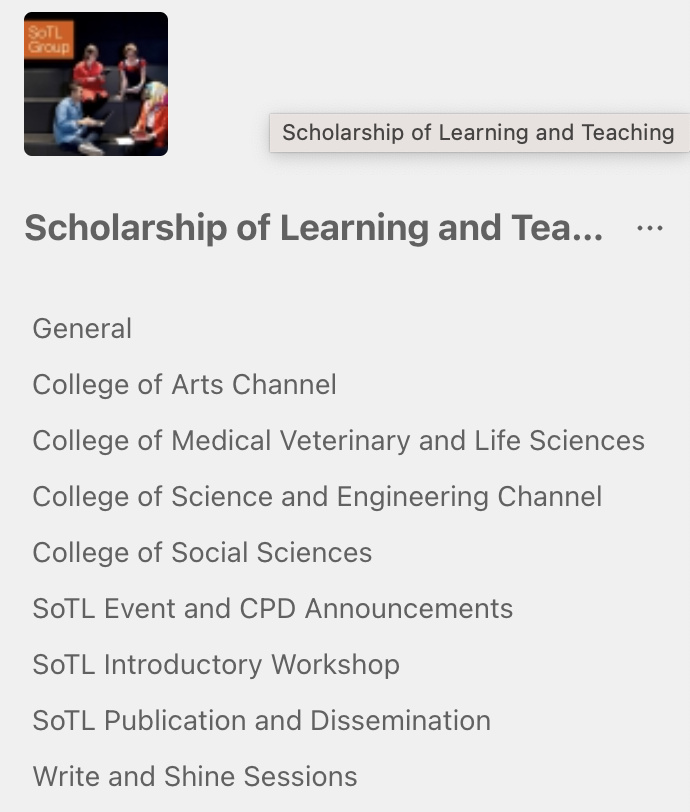 SoTL
Group
Scholarship of Learning and Teaching
Scholarship of Learning and Tea...
General
College of Arts Channel
College of Medical Veterinary and Life Sciences
College of Science and Engineering Channel
College of Social Sciences
SoTL Event and CPD Announcements
SoTL Introductory Workshop
SoTL Publication and Dissemination
Write and Shine Sessions